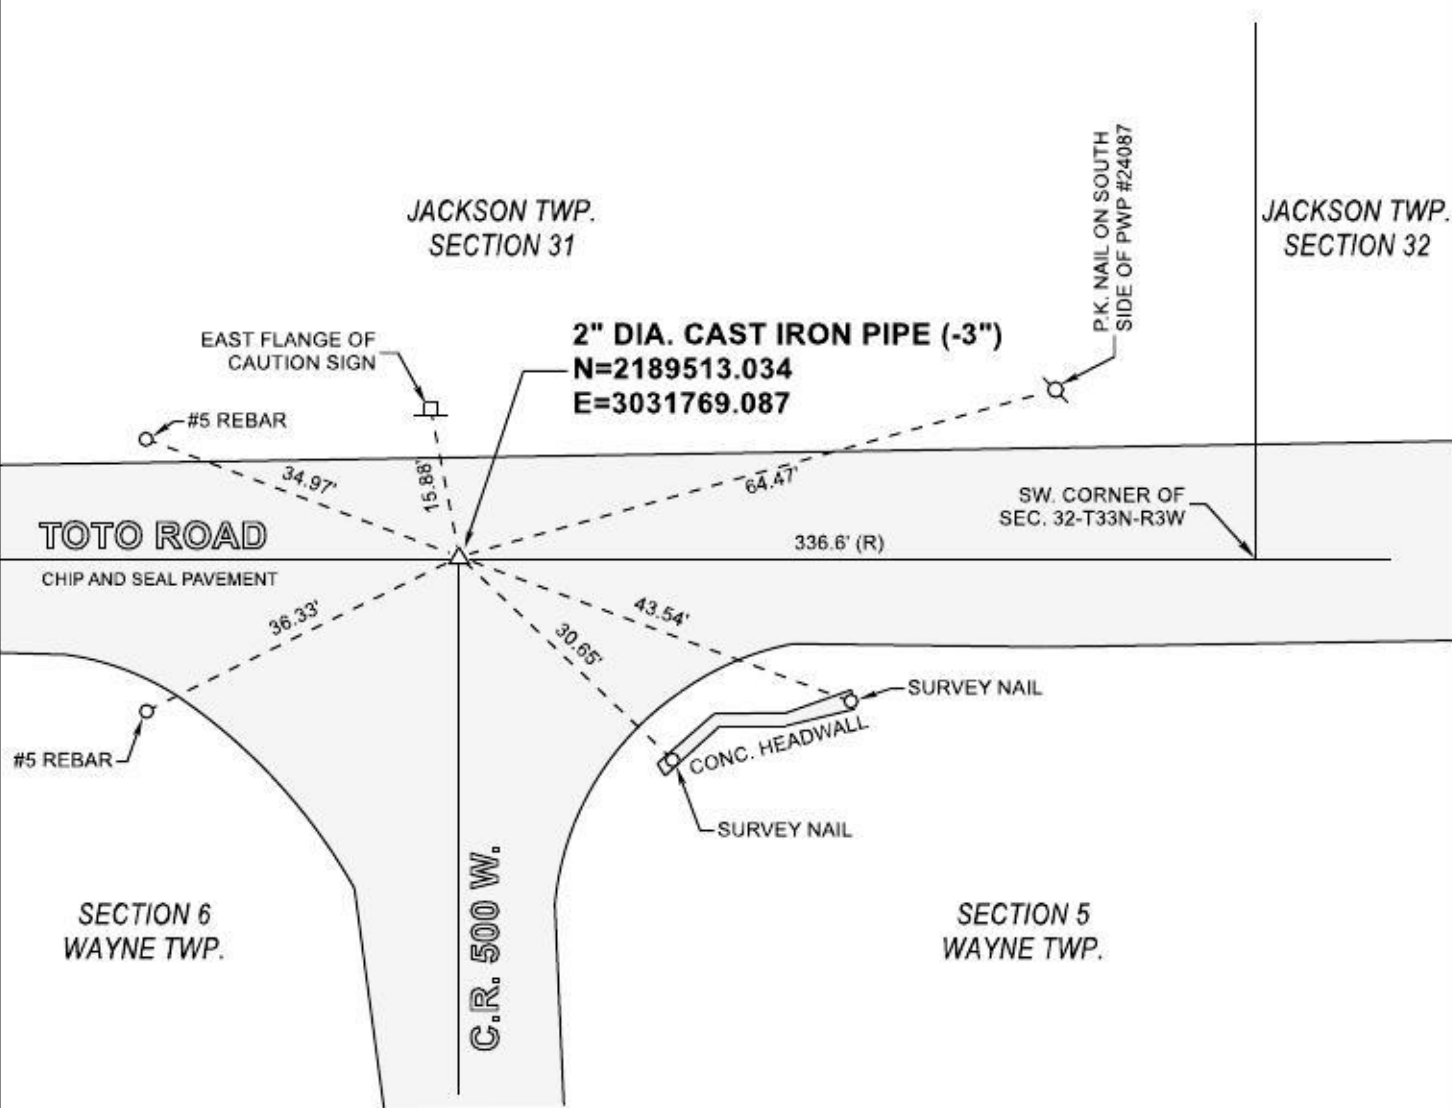 P.K. NAIL ON SOUTH
SIDE OF PWP #24087
JACKSON TWP.
SECTION 31
JACKSON TWP.
SECTION 32
EAST FLANGE OF
CAUTION SIGN
2" DIA. CAST IRON PIPE (-3")
N=2189513.034
E=3031769.087
#5 REBAR
34.97'
15.88'
64.47'
SW. CORNER OF
SEC. 32-T33N-R3W
TOTO ROAD
336.6' (R)
CHIP AND SEAL PAVEMENT
36.33'
43.54'
30.65'
SURVEY NAIL
#5 REBAR
CONC. HEADWALL
SURVEY NAIL
C.R. 500 W.
SECTION 6
WAYNE TWP.
SECTION 5
WAYNE TWP.